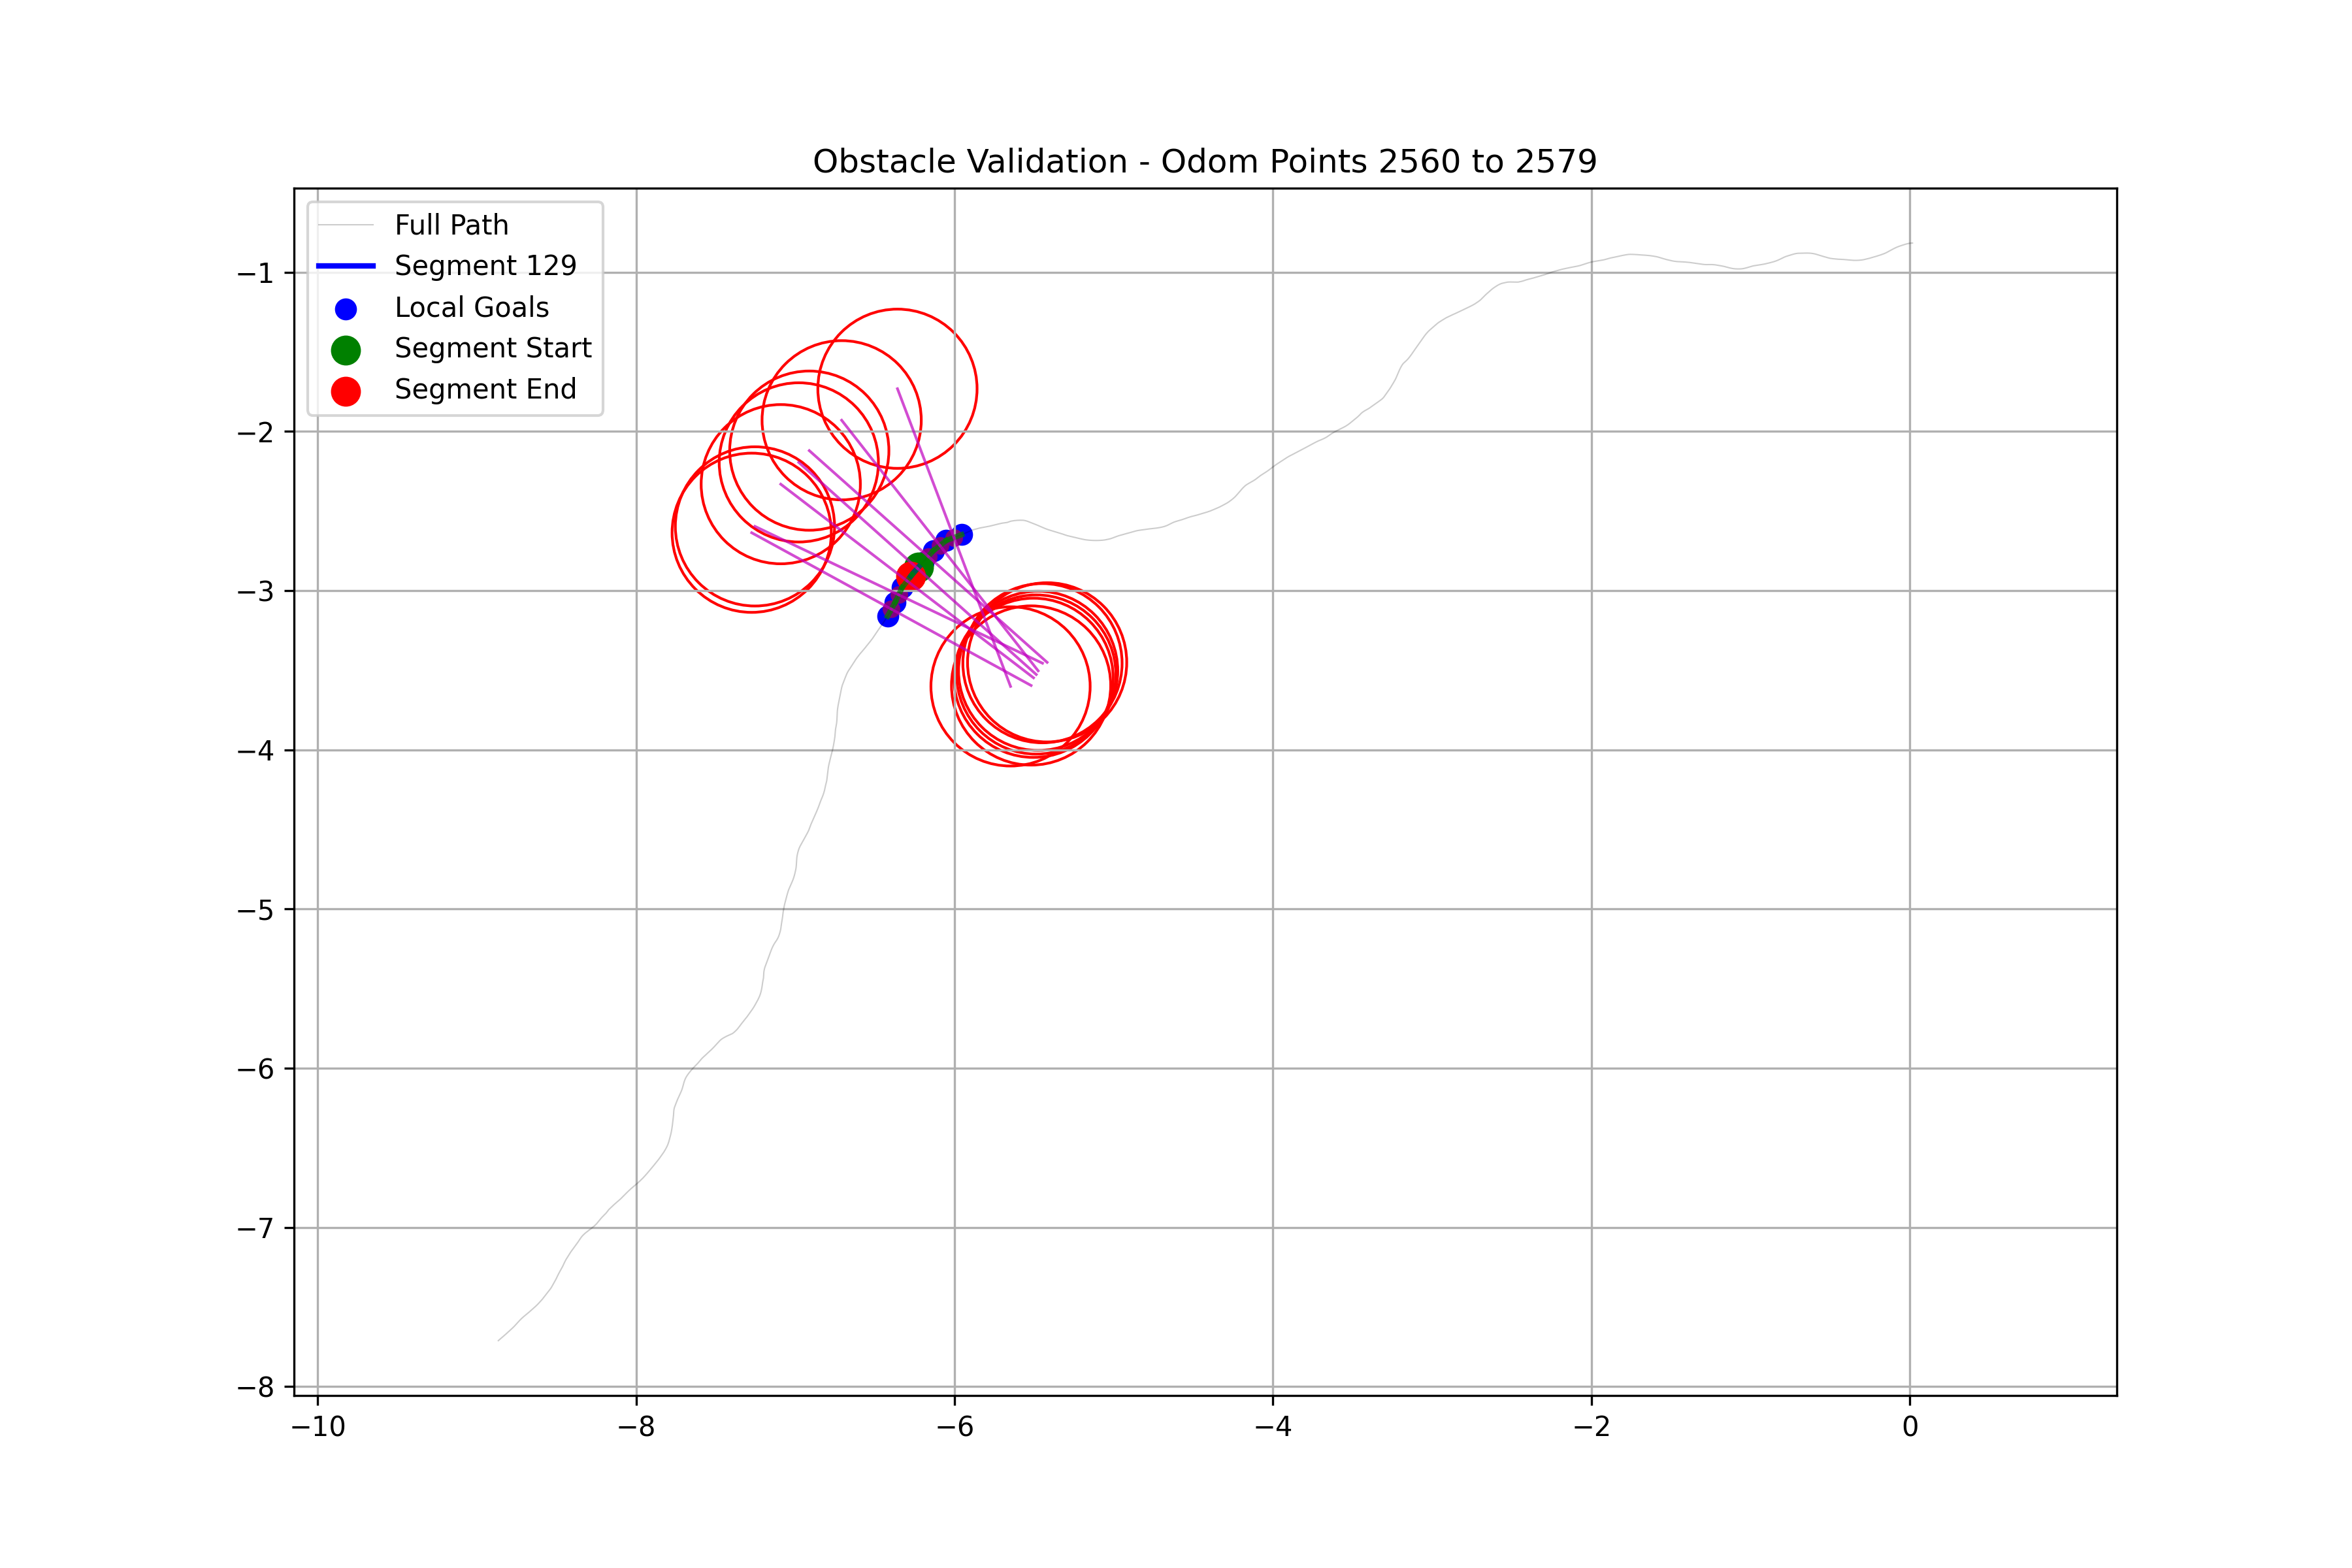 Obstacle Validation - Odom Points 2560 to 2579
Full Path
Segment 129
Local Goals
Segment Start
Segment End
−1
−2
−3
−4
−5
−6
−7
−8
−10
−8
−6
−4
−2
0